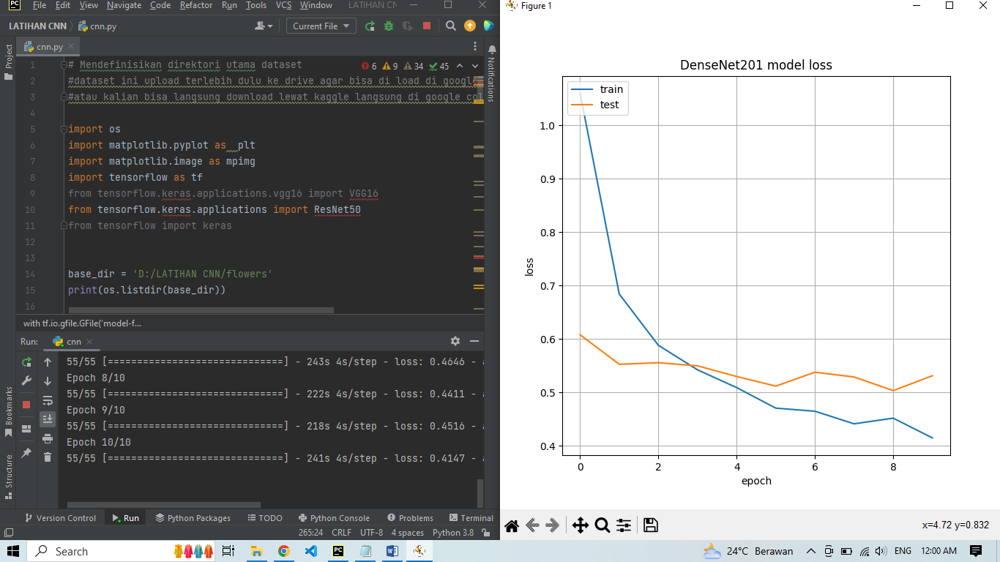 PC File Edit View Navigate Code Refactor Run Tools VCS Window LATIHAN CN
LATIHAN CNN cnn.py Current File
cnn.py
Project
Notifications
6 9 34 45
1 # Mendefinisikan direktori utama dataset
2 #dataset ini upload terlebih dulu ke drive agar bisa di load di google
3 #atau kalian bisa langsung download lewat kaggle langsung di google col
4
5 import os
6 import matplotlib.pyplot as plt
7 import matplotlib.image as mpimg
8 import tensorflow as tf
9 from tensorflow.keras.applications.vgg16 import VGG16
10 from tensorflow.keras.applications import ResNet50
11 from tensorflow import keras
12
13
14 base_dir = 'D:/LATIHAN CNN/flowers'
15 print(os.listdir(base_dir))
16
with tf.io.gfile.GFile('model-f...
Run: cnn
55/55 [==============================] - 243s 4s/step - loss: 0.4646 - a
Epoch 8/10
55/55 [==============================] - 222s 4s/step - loss: 0.4411 - a
Epoch 9/10
55/55 [==============================] - 218s 4s/step - loss: 0.4516 - a
Epoch 10/10
55/55 [==============================] - 241s 4s/step - loss: 0.4147 - a
Bookmarks
Structure
Version Control Run Python Packages TODO Python Console Problems Terminal
265:24 CRLF UTF-8 4 spaces Python 3.8
Figure 1
DenseNet201 model loss
train
test
1.0
0.9
0.8
0.7
0.6
0.5
0.4
loss
0 2 4 6 8
epoch
x=4.72 y=0.832
Search
PC
24°C Berawan
ENG
12:00 AM